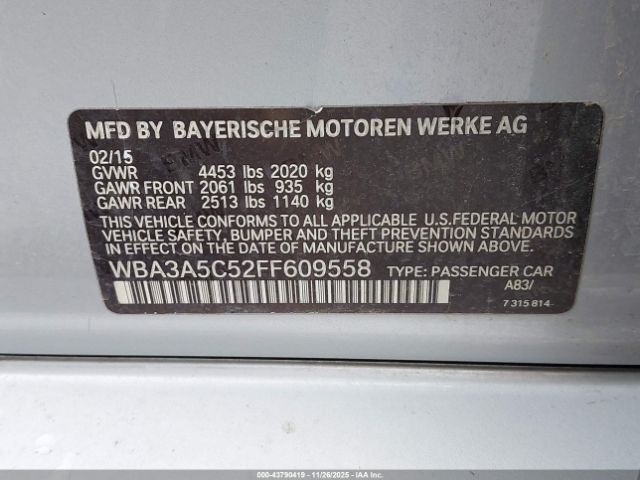 MFD BY BAYERISCHE MOTOREN WERKE AG
02/15
GVWR 4453 lbs 2020 kg
GAWR FRONT 2061 lbs 935 kg
GAWR REAR 2513 lbs 1140 kg
THIS VEHICLE CONFORMS TO ALL APPLICABLE U.S.FEDERAL MOTOR
VEHICLE SAFETY, BUMPER AND THEFT PREVENTION STANDARDS
IN EFFECT ON THE DATE OF MANUFACTURE SHOWN ABOVE.
WBA3A5C52FF609558 TYPE: PASSENGER CAR
A83/
7 315 814-
000-43790419 | 11/26/2025 - IAA Inc.